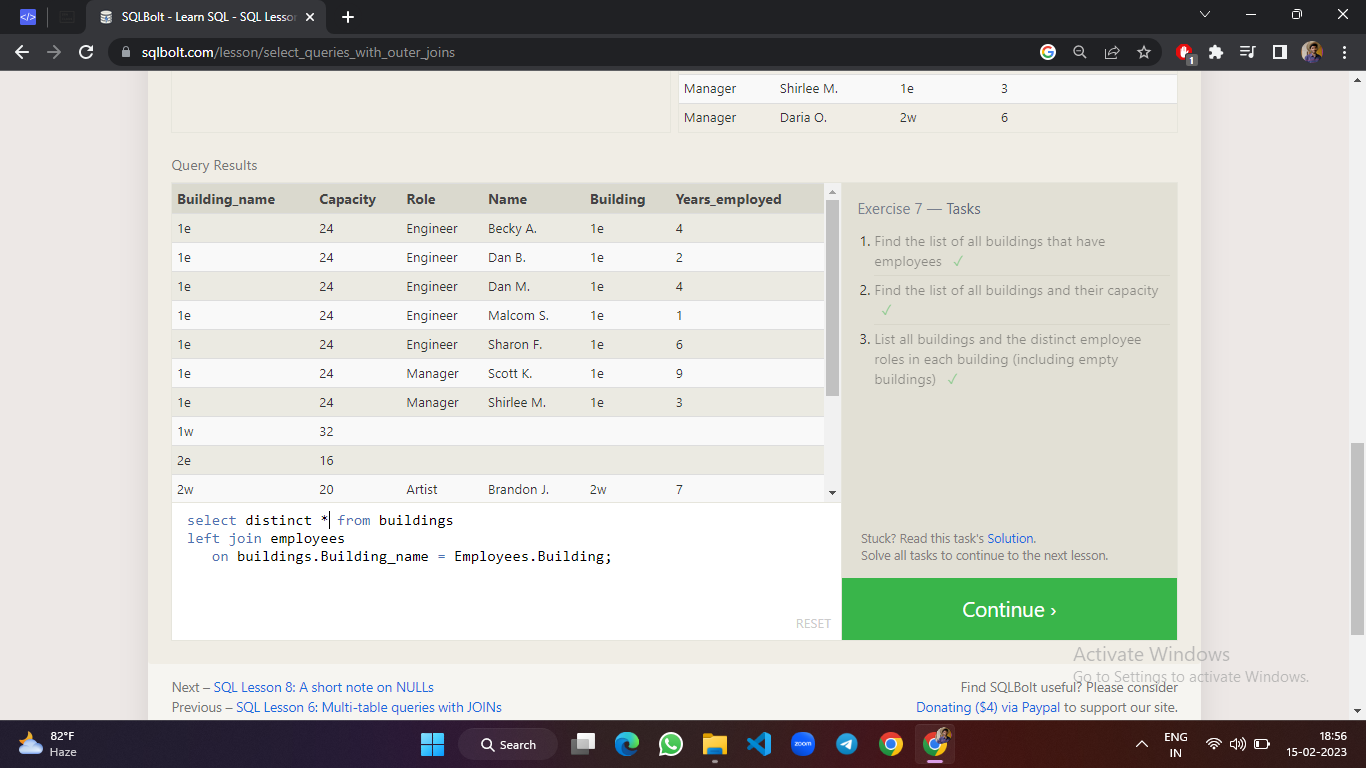 SQLBolt - Learn SQL - SQL Lesso
sqlbolt.com/lesson/select_queries_with_outer_joins
1
Manager Shirlee M. 1e 3
Manager Daria O. 2w 6
Query Results
Building_name Capacity Role Name Building Years_employed
1e 24 Engineer Becky A. 1e 4
1e 24 Engineer Dan B. 1e 2
1e 24 Engineer Dan M. 1e 4
1e 24 Engineer Malcom S. 1e 1
1e 24 Engineer Sharon F. 1e 6
1e 24 Manager Scott K. 1e 9
1e 24 Manager Shirlee M. 1e 3
1w 32
2e 16
2w 20 Artist Brandon J. 2w 7
select distinct * from buildings
left join employees
on buildings.Building_name = Employees.Building;
RESET
Exercise 7 — Tasks
1. Find the list of all buildings that have
employees ✓
2. Find the list of all buildings and their capacity
✓
3. List all buildings and the distinct employee
roles in each building (including empty
buildings) ✓
Stuck? Read this task's Solution.
Solve all tasks to continue to the next lesson.
Continue ›
Next – SQL Lesson 8: A short note on NULLs
Previous – SQL Lesson 6: Multi-table queries with JOINs
Find SQLBolt useful? Please consider
Donating ($4) via Paypal to support our site.
Activate Windows
Go to Settings to activate Windows.
82°F
Haze
Search
zoom
ENG
IN
18:56
15-02-2023